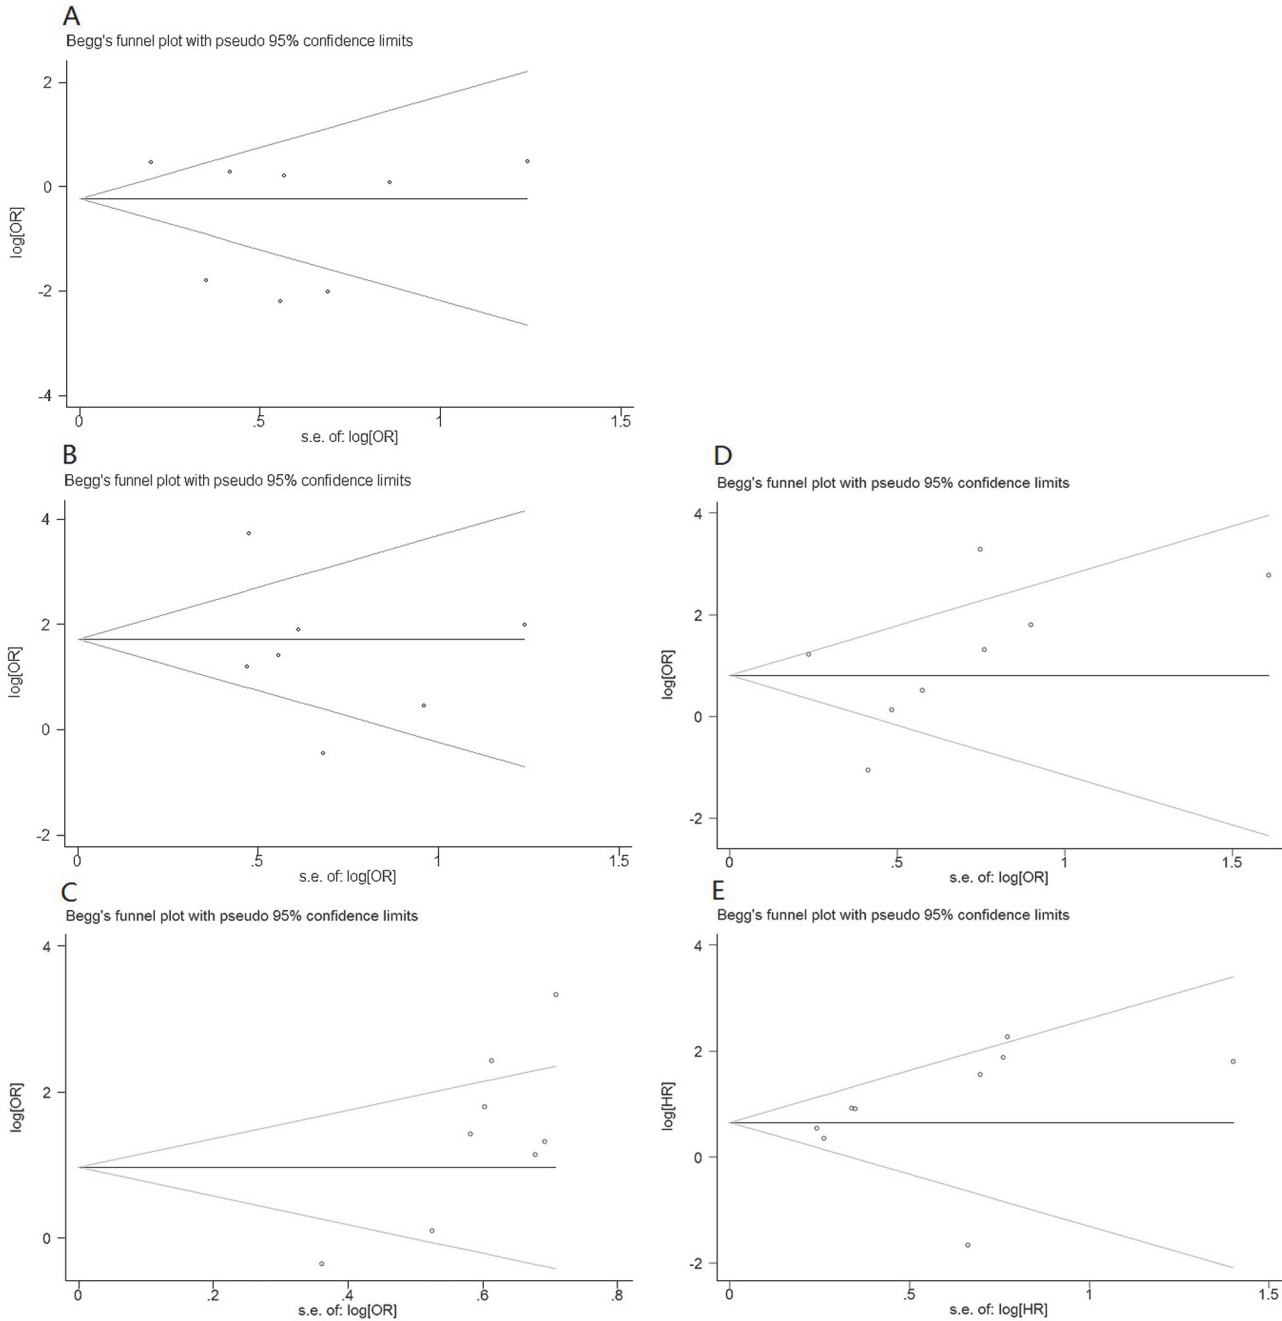 A
Begg's funnel plot with pseudo 95% confidence limits
2
0
-2
-4
log[OR]
0 .5 1 1.5
s.e. of: log[OR]
B
Begg's funnel plot with pseudo 95% confidence limits
4
2
0
-2
log[OR]
0 .5 1 1.5
s.e. of: log[OR]
C
Begg's funnel plot with pseudo 95% confidence limits
4
2
0
log[OR]
0 .2 .4 .6 .8
s.e. of: log[OR]
D
Begg's funnel plot with pseudo 95% confidence limits
4
2
0
-2
log[OR]
0 .5 1 1.5
s.e. of: log[OR]
E
Begg's funnel plot with pseudo 95% confidence limits
4
2
0
-2
log[HR]
0 .5 1 1.5
s.e. of: log[HR]